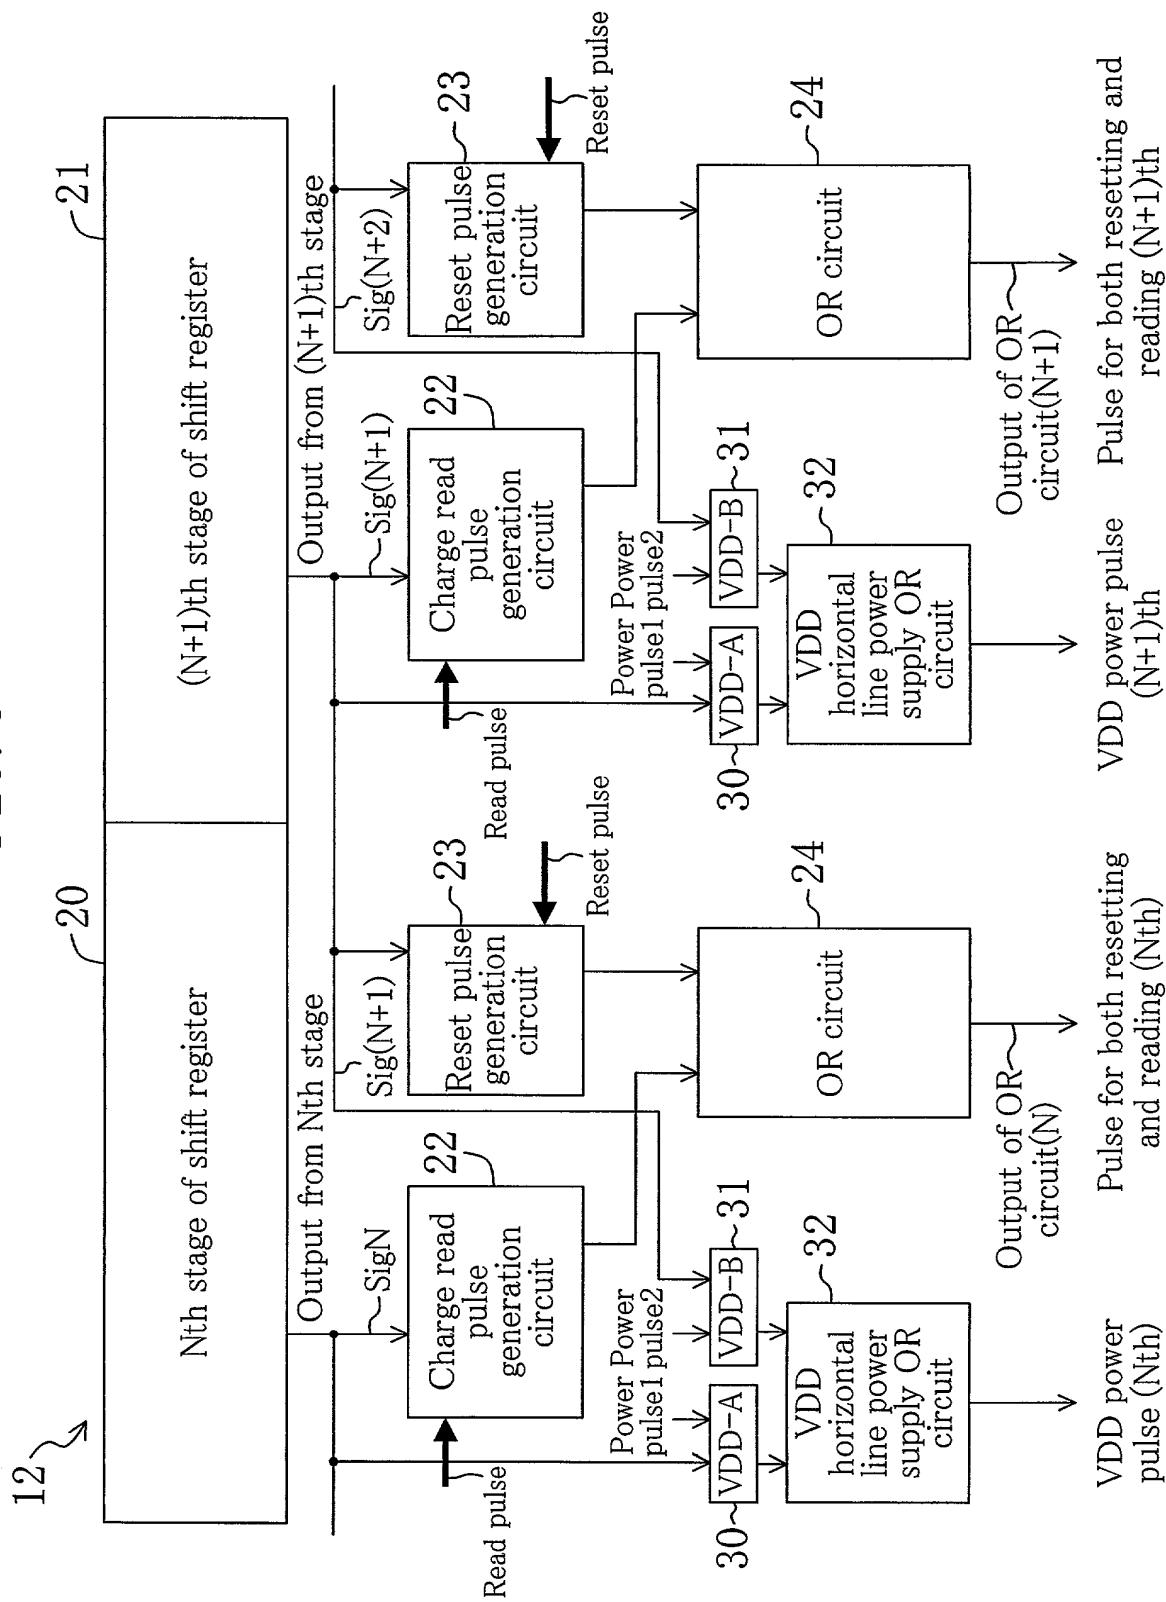 12
20
21
Nth stage of shift register
(N+1)th stage of shift register
Output from Nth stage
Output from (N+1)th stage
SigN
Sig(N+1)
Sig(N+1)
Sig(N+2)
Charge read
pulse
generation
circuit
22
Read pulse
Reset pulse
generation
circuit
23
Reset pulse
Charge read
pulse
generation
circuit
22
Read pulse
Reset pulse
generation
circuit
23
Reset pulse
Power Power
pulse1 pulse2
VDD-A
VDD-B
30
31
VDD
horizontal
line power
supply OR
circuit
32
OR circuit
24
Power Power
pulse1 pulse2
VDD-A
VDD-B
30
31
VDD
horizontal
line power
supply OR
circuit
32
OR circuit
24
Output of OR
circuit(N)
Output of OR
circuit(N+1)
VDD power
pulse (Nth)
Pulse for both resetting
and reading (Nth)
VDD power pulse
(N+1)th
Pulse for both resetting and
reading (N+1)th